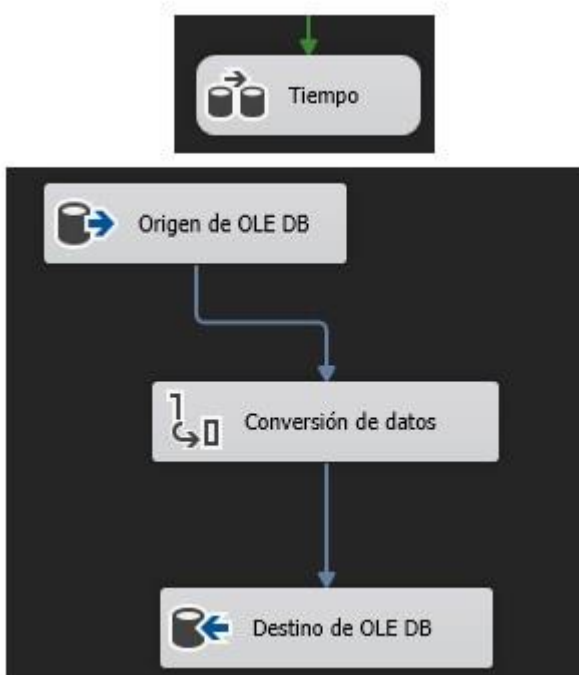 Tiempo
Origen de OLE DB
Conversión de datos
Destino de OLE DB